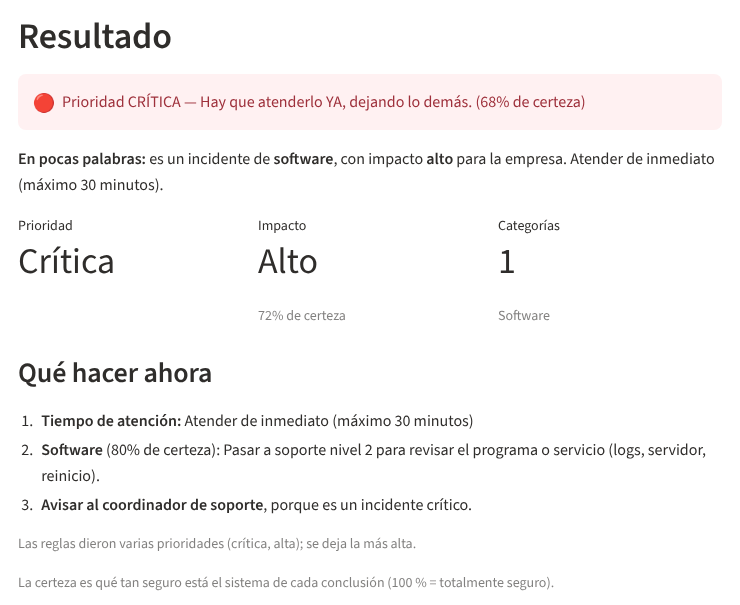 Resultado
🔴 Prioridad CRÍTICA — Hay que atenderlo YA, dejando lo demás. (68% de certeza)
En pocas palabras: es un incidente de software, con impacto alto para la empresa. Atender de inmediato
(máximo 30 minutos).
Prioridad
Impacto
Categorías
Crítica
Alto
1
72% de certeza
Software
Qué hacer ahora
1. Tiempo de atención: Atender de inmediato (máximo 30 minutos)
2. Software (80% de certeza): Pasar a soporte nivel 2 para revisar el programa o servicio (logs, servidor,
reinicio).
3. Avisar al coordinador de soporte, porque es un incidente crítico.
Las reglas dieron varias prioridades (crítica, alta); se deja la más alta.
La certeza es qué tan seguro está el sistema de cada conclusión (100 % = totalmente seguro).